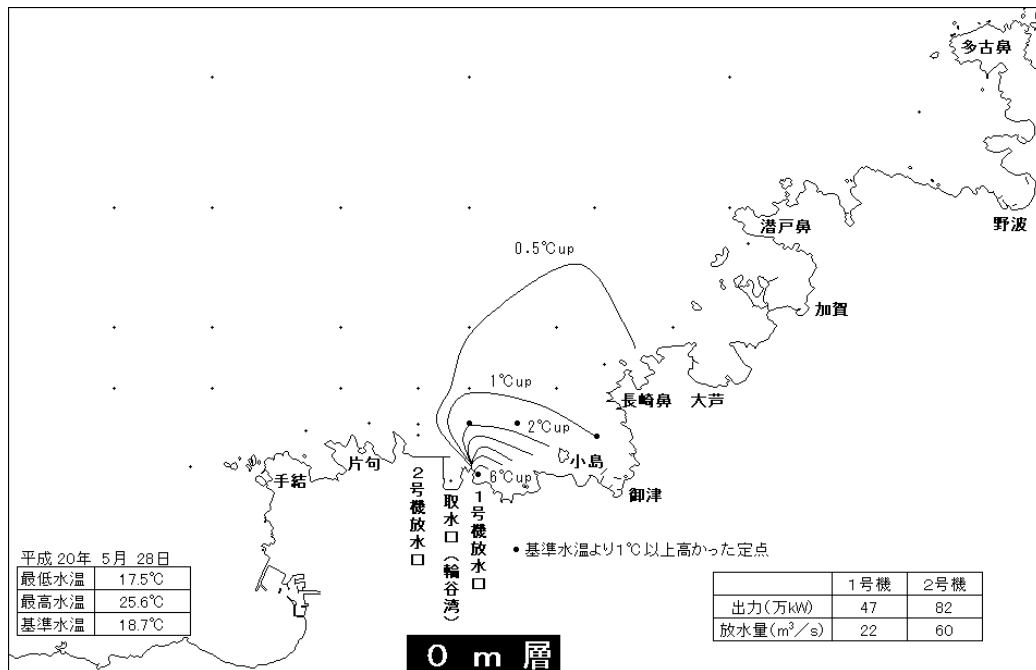 多古鼻
野波
潜戸鼻
0.5℃up
加賀
1℃up
長崎鼻
大芦
2℃up
小島
片句
手結
6℃up
御津
2号機放水口
取水口（輪谷湾）
1号機放水口
• 基準水温より1℃以上高かった定点
平成 20年 5月 28日
最低水温 17.5℃
最高水温 25.6℃
基準水温 18.7℃
1号機 2号機
出力(万kW) 47 82
放水量(m³／s) 22 60
0 m 層